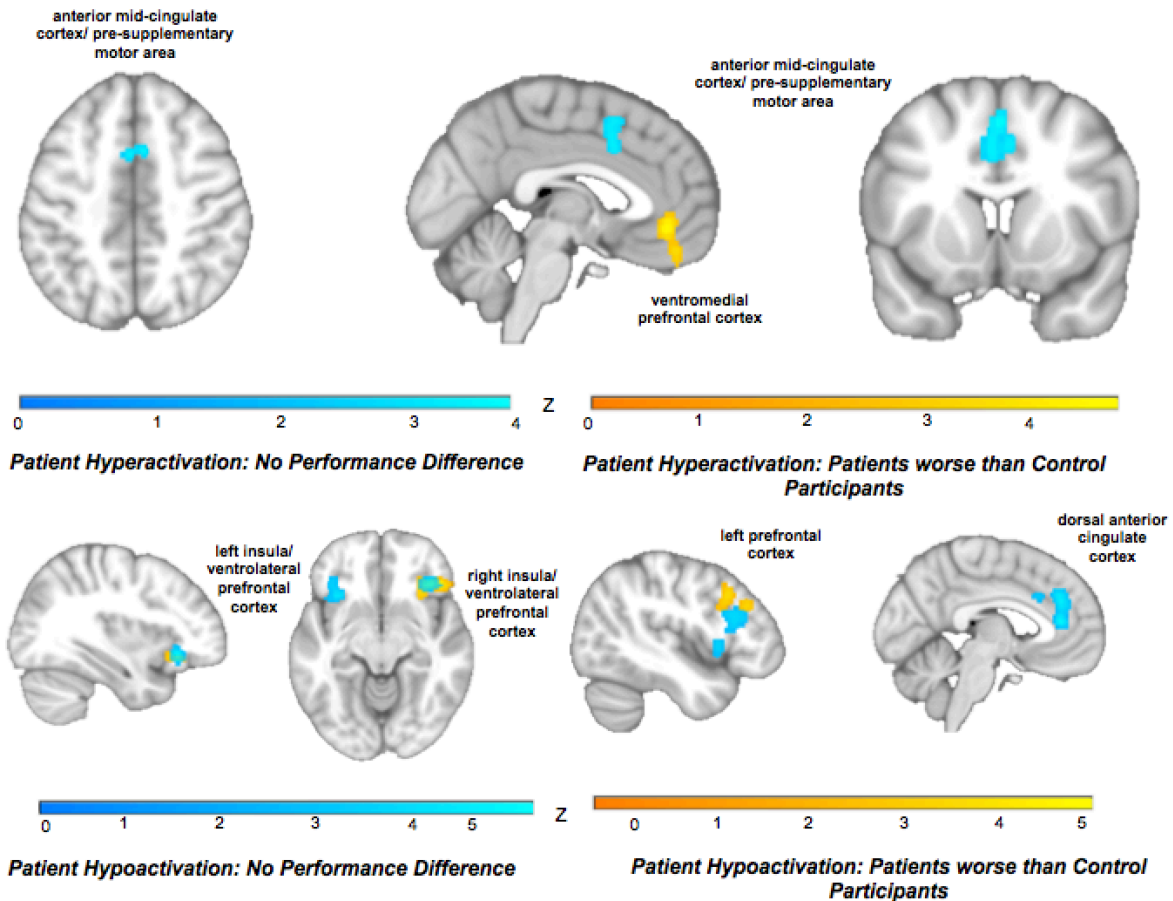 anterior mid-cingulate
cortex/ pre-supplementary
motor area
anterior mid-cingulate
cortex/ pre-supplementary
motor area
ventromedial
prefrontal cortex
0 1 2 3 4
Z
0 1 2 3 4
Patient Hyperactivation: No Performance Difference
Patient Hyperactivation: Patients worse than Control
Participants
left insula/
ventrolateral
prefrontal
cortex
right insula/
ventrolateral
prefrontal
cortex
left prefrontal
cortex
dorsal anterior
cingulate
cortex
0 1 2 3 4 5
Z
0 1 2 3 4 5
Patient Hypoactivation: No Performance Difference
Patient Hypoactivation: Patients worse than Control
Participants